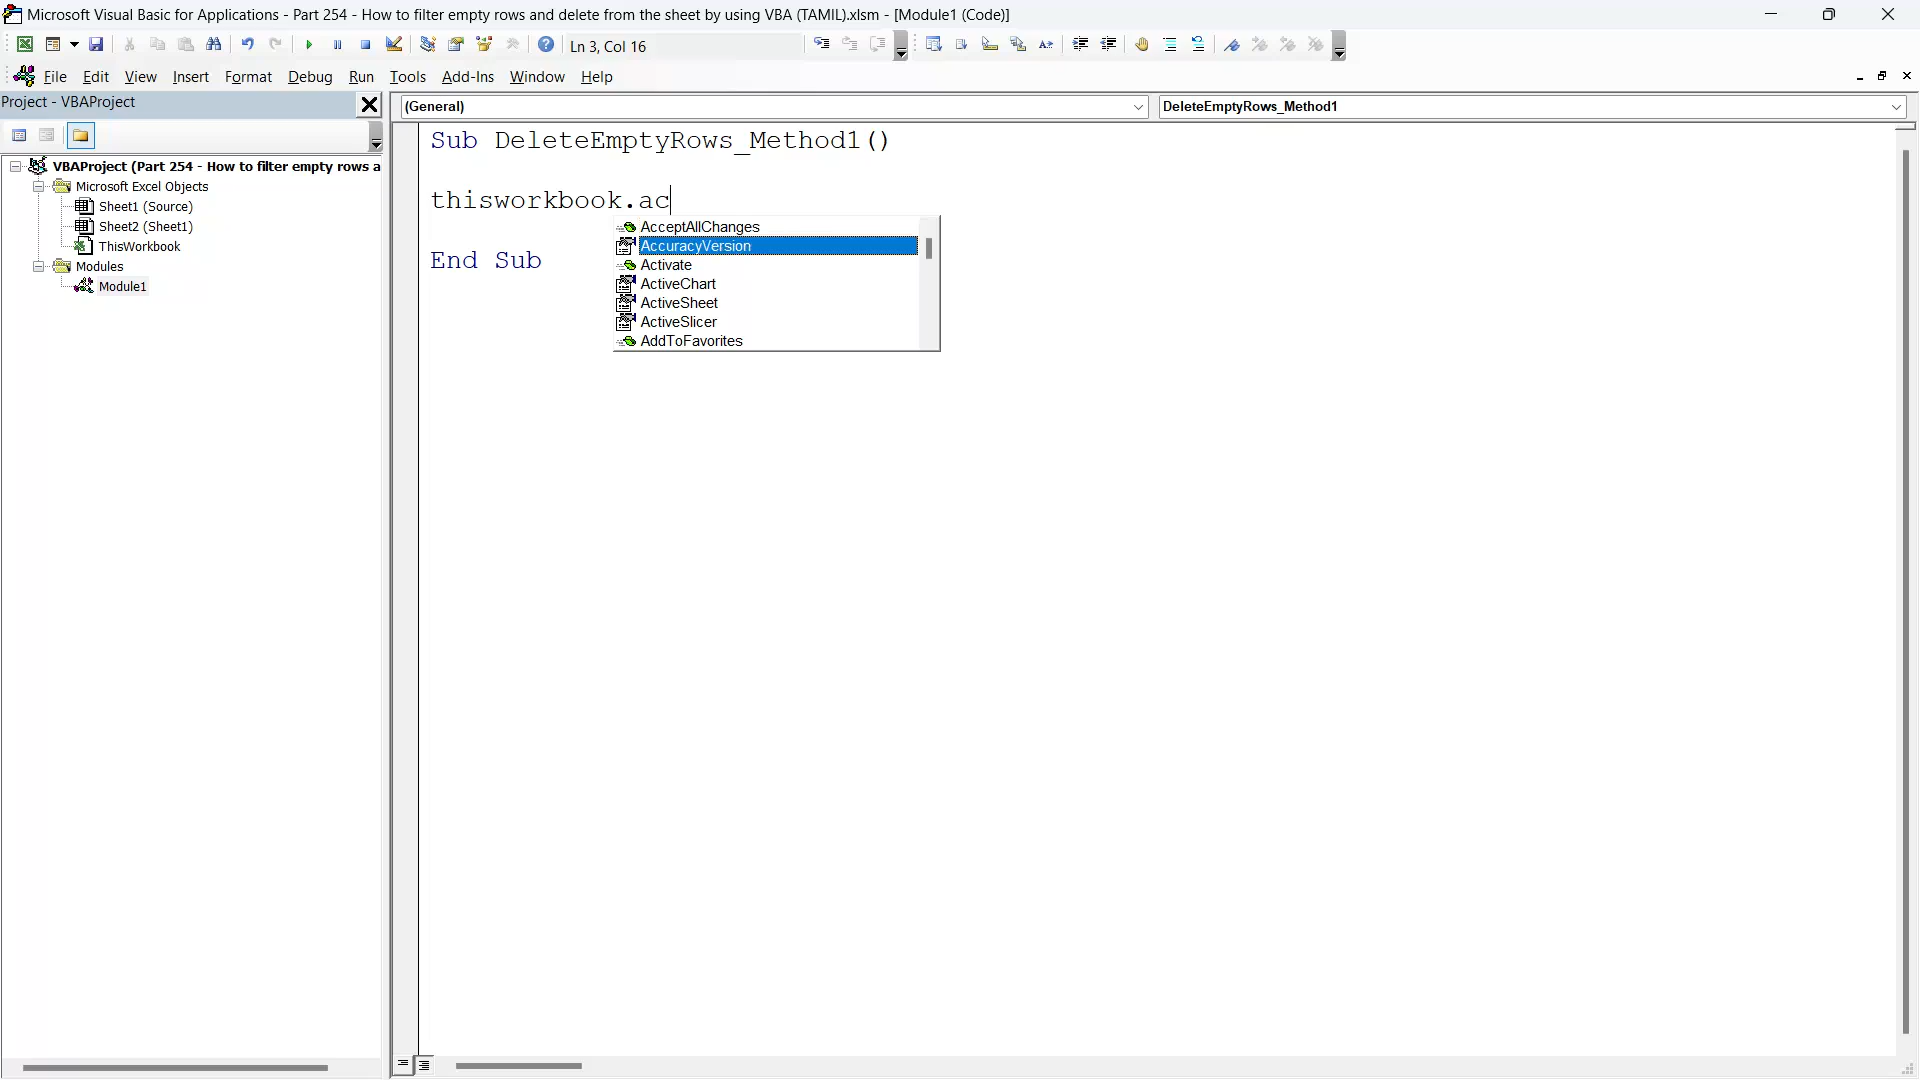 Microsoft Visual Basic for Applications - Part 254 - How to filter empty rows and delete from the sheet by using VBA (TAMIL).xlsm - [Module1 (Code)]
Ln 3, Col 16
File Edit View Insert Format Debug Run Tools Add-Ins Window Help
Project - VBAProject
(General)
DeleteEmptyRows_Method1
VBAProject (Part 254 - How to filter empty rows a
Microsoft Excel Objects
Sheet1 (Source)
Sheet2 (Sheet1)
ThisWorkbook
Modules
Module1
Sub DeleteEmptyRows_Method1()
thisworkbook.ac
AcceptAllChanges
AccuracyVersion
Activate
ActiveChart
ActiveSheet
ActiveSlicer
AddToFavorites
End Sub